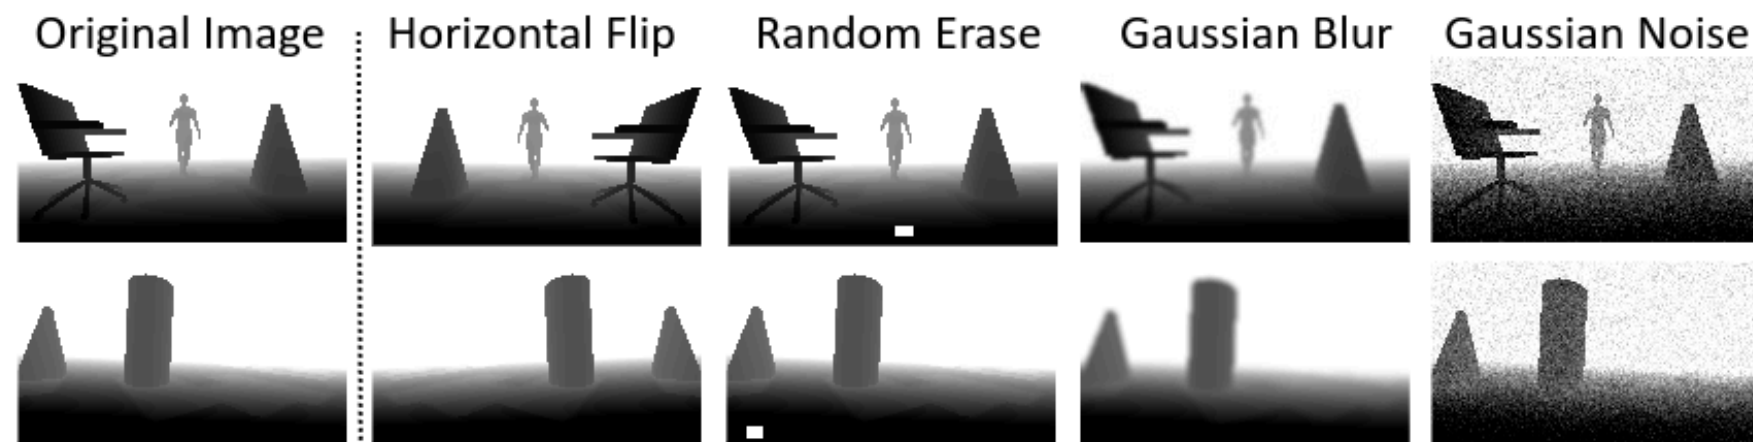 Original Image
Horizontal Flip
Random Erase
Gaussian Blur
Gaussian Noise